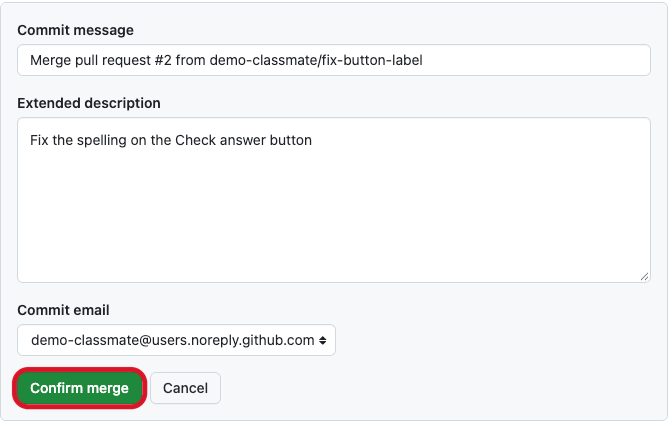 Commit message
Merge pull request #2 from demo-classmate/fix-button-label
Extended description
Fix the spelling on the Check answer button
Commit email
demo-classmate@users.noreply.github.com
Confirm merge
Cancel